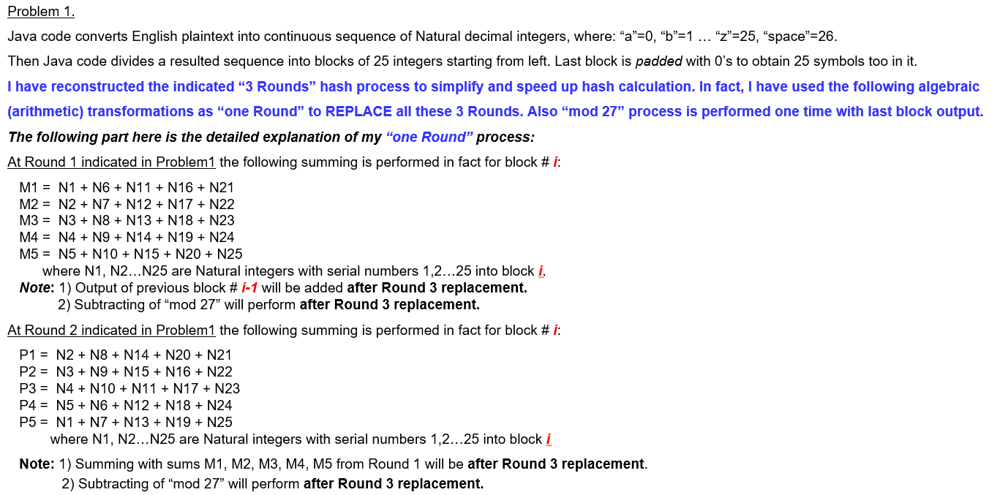 Problem 1.
Java code converts English plaintext into continuous sequence of Natural decimal integers, where: “a”=0, “b”=1 … “z”=25, “space”=26.
Then Java code divides a resulted sequence into blocks of 25 integers starting from left. Last block is padded with 0’s to obtain 25 symbols too in it.
I have reconstructed the indicated “3 Rounds” hash process to simplify and speed up hash calculation. In fact, I have used the following algebraic
(arithmetic) transformations as “one Round” to REPLACE all these 3 Rounds. Also “mod 27” process is performed one time with last block output.
The following part here is the detailed explanation of my “one Round” process:
At Round 1 indicated in Problem1 the following summing is performed in fact for block # i:
M1 = N1 + N6 + N11 + N16 + N21
M2 = N2 + N7 + N12 + N17 + N22
M3 = N3 + N8 + N13 + N18 + N23
M4 = N4 + N9 + N14 + N19 + N24
M5 = N5 + N10 + N15 + N20 + N25
where N1, N2…N25 are Natural integers with serial numbers 1,2…25 into block i.
Note: 1) Output of previous block # i-1 will be added after Round 3 replacement.
2) Subtracting of “mod 27” will perform after Round 3 replacement.
At Round 2 indicated in Problem1 the following summing is performed in fact for block # i:
P1 = N2 + N8 + N14 + N20 + N21
P2 = N3 + N9 + N15 + N16 + N22
P3 = N4 + N10 + N11 + N17 + N23
P4 = N5 + N6 + N12 + N18 + N24
P5 = N1 + N7 + N13 + N19 + N25
where N1, N2…N25 are Natural integers with serial numbers 1,2…25 into block i
Note: 1) Summing with sums M1, M2, M3, M4, M5 from Round 1 will be after Round 3 replacement.
2) Subtracting of “mod 27” will perform after Round 3 replacement.